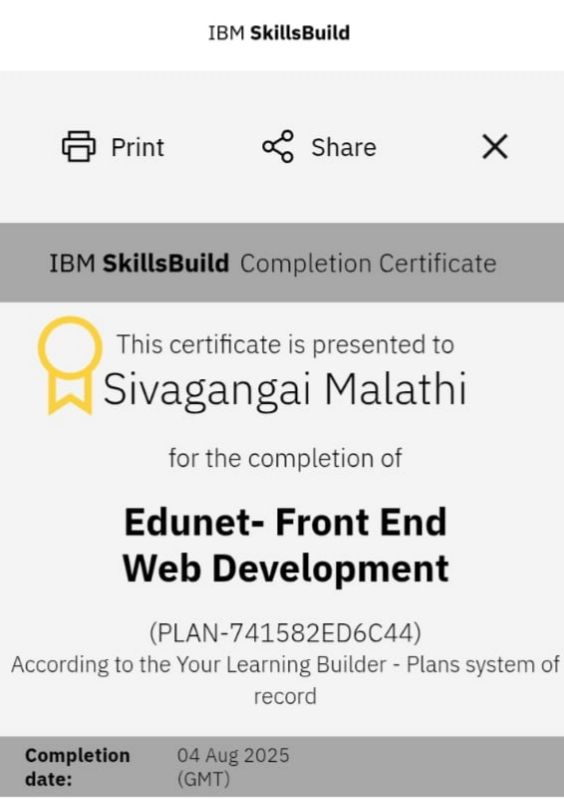 IBM SkillsBuild
Print Share
IBM SkillsBuild Completion Certificate
This certificate is presented to
Sivagangai Malathi
for the completion of
Edunet- Front End
Web Development
(PLAN-741582ED6C44)
According to the Your Learning Builder - Plans system of
record
Completion 04 Aug 2025
date: (GMT)